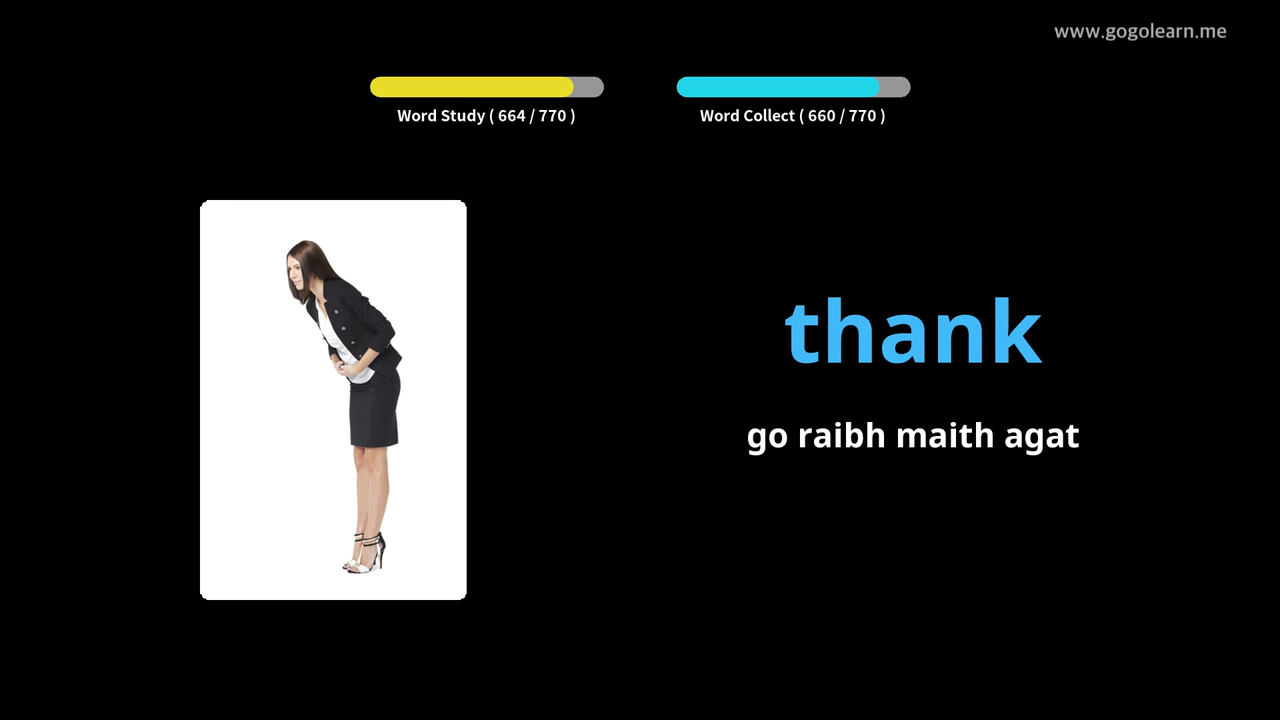 www.gogolearn.me
Word Study ( 664 / 770 )
Word Collect ( 660 / 770 )
thank
go raibh maith agat